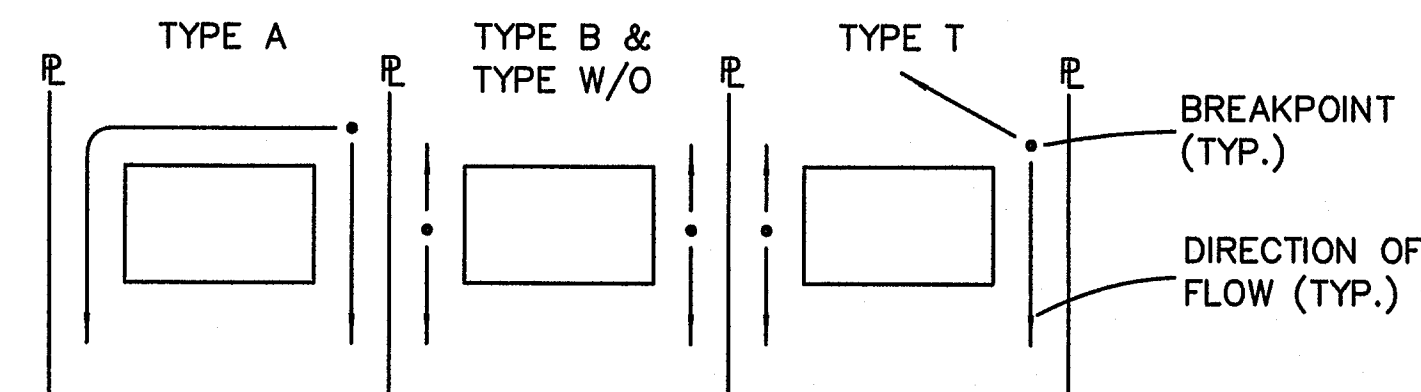 TYPE A
TYPE B &
TYPE W/O
TYPE T
PL
PL
PL
PL
BREAKPOINT
(TYP.)
DIRECTION OF
FLOW (TYP.)